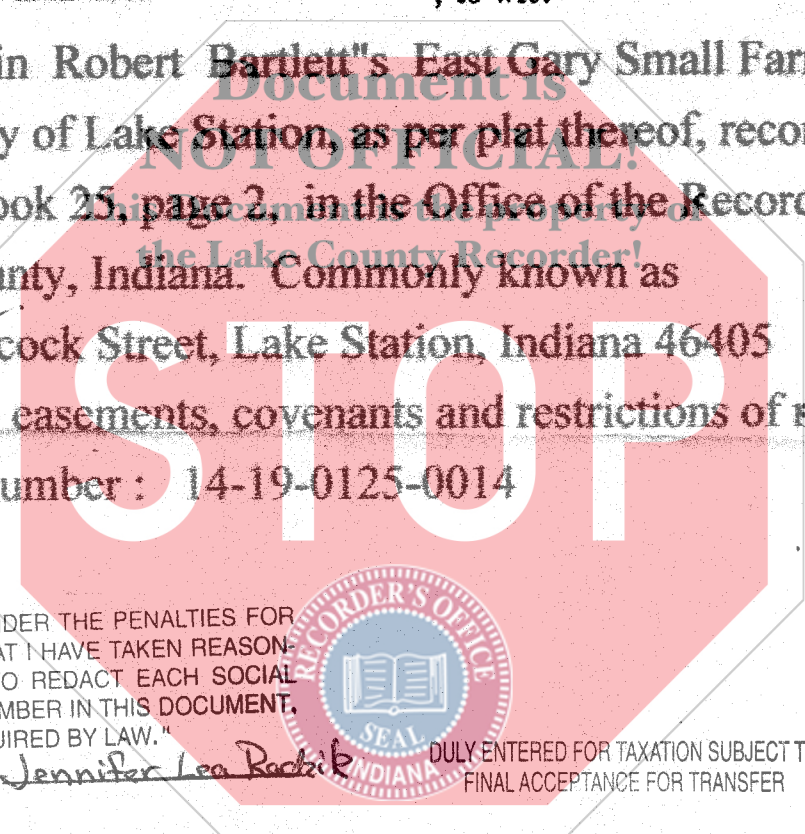 in Robert Bartlett"s East Gary Small Far
y of Lake Station, as per plat thereof, recor
ook 25, page 2, in the Office of the Record
nty, Indiana. Commonly known as
cock Street, Lake Station, Indiana 46405
easements, covenants and restrictions of r
umber : 14-19-0125-0014
Document is
NOT OFFICIAL!
This Document is the property of
the Lake County Recorder!
STOP
DER THE PENALTIES FOR
AT I HAVE TAKEN REASON-
O REDACT EACH SOCIAL
MBER IN THIS DOCUMENT,
UIRED BY LAW."
Jennifer Lea
RECORDER'S OFFICE
SEAL
INDIANA
DULY ENTERED FOR TAXATION SUBJECT T
FINAL ACCEPTANCE FOR TRANSFER